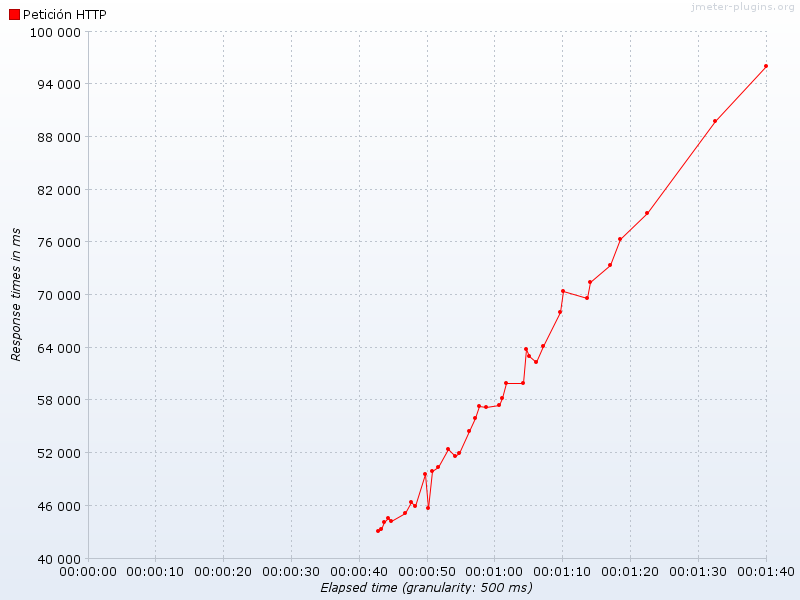 jmeter-plugins.org
Petición HTTP
100 000
94 000
88 000
82 000
76 000
70 000
64 000
58 000
52 000
46 000
40 000
Response times in ms
00:00:00 00:00:10 00:00:20 00:00:30 00:00:40 00:00:50 00:01:00 00:01:10 00:01:20 00:01:30 00:01:40
Elapsed time (granularity: 500 ms)